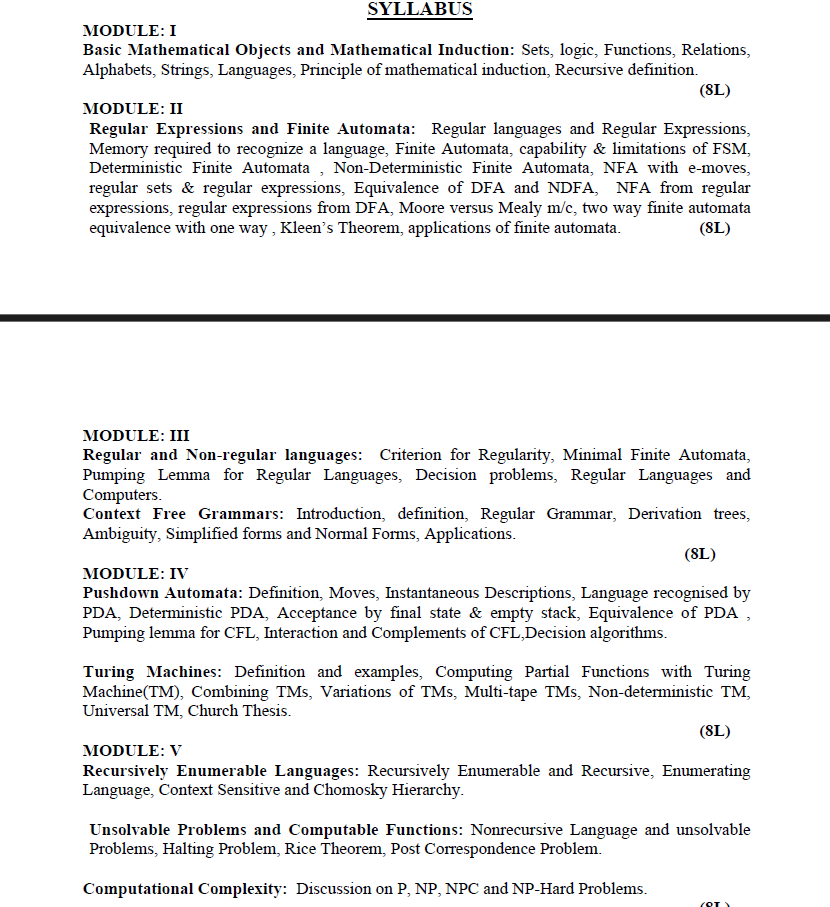 SYLLABUS
MODULE: I
Basic Mathematical Objects and Mathematical Induction: Sets, logic, Functions, Relations,
Alphabets, Strings, Languages, Principle of mathematical induction, Recursive definition.
(8L)
MODULE: II
Regular Expressions and Finite Automata: Regular languages and Regular Expressions,
Memory required to recognize a language, Finite Automata, capability & limitations of FSM,
Deterministic Finite Automata , Non-Deterministic Finite Automata, NFA with e-moves,
regular sets & regular expressions, Equivalence of DFA and NDFA, NFA from regular
expressions, regular expressions from DFA, Moore versus Mealy m/c, two way finite automata
equivalence with one way , Kleen's Theorem, applications of finite automata. (8L)
MODULE: III
Regular and Non-regular languages: Criterion for Regularity, Minimal Finite Automata,
Pumping Lemma for Regular Languages, Decision problems, Regular Languages and
Computers.
Context Free Grammars: Introduction, definition, Regular Grammar, Derivation trees,
Ambiguity, Simplified forms and Normal Forms, Applications.
(8L)
MODULE: IV
Pushdown Automata: Definition, Moves, Instantaneous Descriptions, Language recognised by
PDA, Deterministic PDA, Acceptance by final state & empty stack, Equivalence of PDA ,
Pumping lemma for CFL, Interaction and Complements of CFL,Decision algorithms.
Turing Machines: Definition and examples, Computing Partial Functions with Turing
Machine(TM), Combining TMs, Variations of TMs, Multi-tape TMs, Non-deterministic TM,
Universal TM, Church Thesis.
(8L)
MODULE: V
Recursively Enumerable Languages: Recursively Enumerable and Recursive, Enumerating
Language, Context Sensitive and Chomosky Hierarchy.
Unsolvable Problems and Computable Functions: Nonrecursive Language and unsolvable
Problems, Halting Problem, Rice Theorem, Post Correspondence Problem.
Computational Complexity: Discussion on P, NP, NPC and NP-Hard Problems.
(8L)